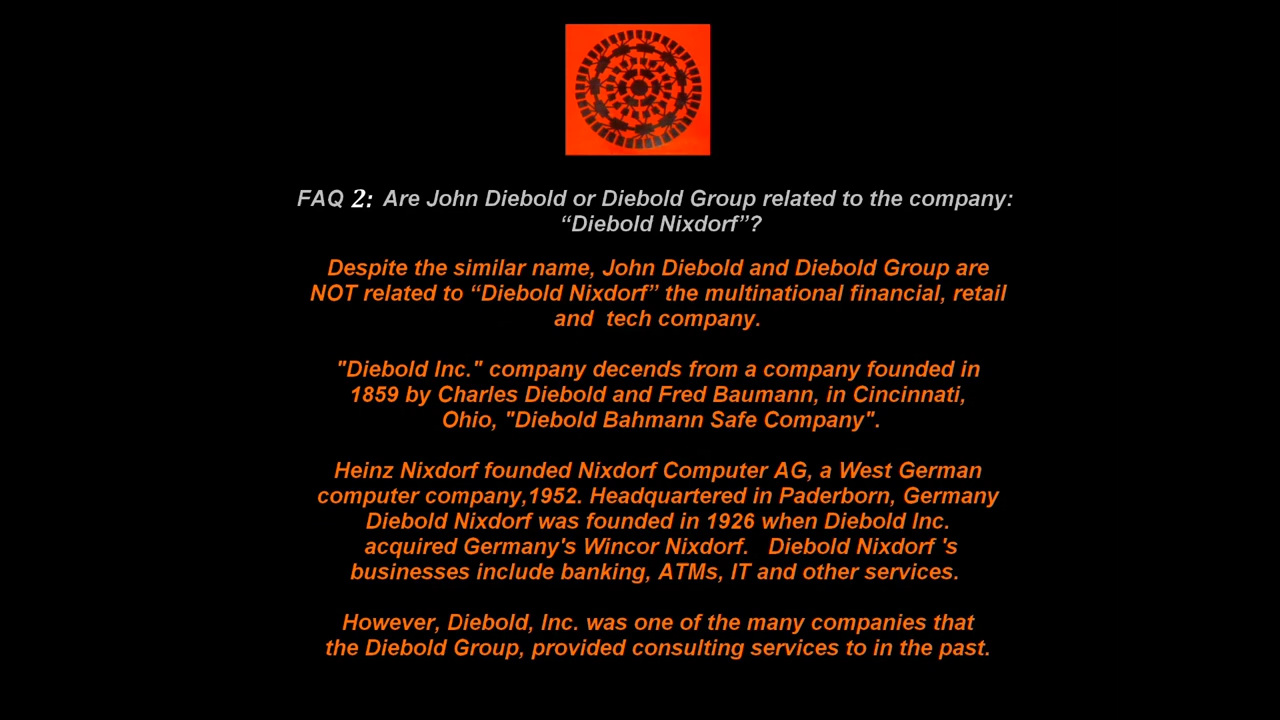 FAQ 2: Are John Diebold or Diebold Group related to the company:
“Diebold Nixdorf”?
Despite the similar name, John Diebold and Diebold Group are
NOT related to “Diebold Nixdorf” the multinational financial, retail
and tech company.
"Diebold Inc." company decends from a company founded in
1859 by Charles Diebold and Fred Baumann, in Cincinnati,
Ohio, "Diebold Bahmann Safe Company".
Heinz Nixdorf founded Nixdorf Computer AG, a West German
computer company,1952. Headquartered in Paderborn, Germany
Diebold Nixdorf was founded in 1926 when Diebold Inc.
acquired Germany's Wincor Nixdorf. Diebold Nixdorf 's
businesses include banking, ATMs, IT and other services.
However, Diebold, Inc. was one of the many companies that
the Diebold Group, provided consulting services to in the past.